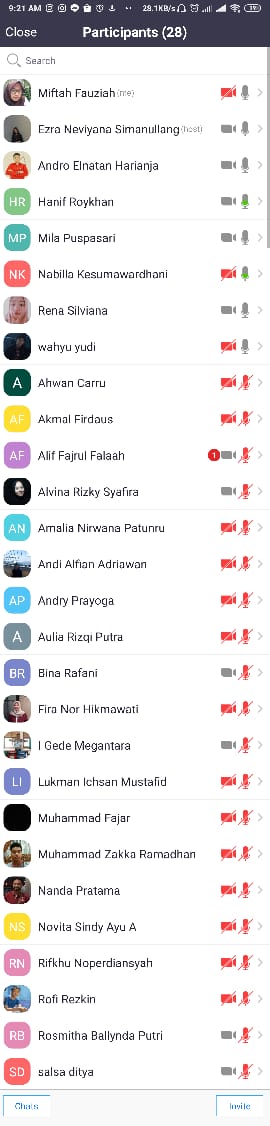 9:21 AM 28.1KB/s
Close Participants (28)
Search
Miftah Fauziah (me)
Ezra Neviyana Simanullang (host)
Andro Elnatan Harianja
HR Hanif Roykhan
MP Mila Puspasari
NK Nabilla Kesumawardhani
Rena Silviana
wahyu yudi
A Ahwan Carru
AF Akmal Firdaus
AF Alif Fajrul Falaah 1
Alvina Rizky Syafira
AN Amalia Nirwana Patunru
Andi Alfian Adriawan
AP Andry Prayoga
A Aulia Rizqi Putra
BR Bina Rafani
Fira Nor Hikmawati
I Gede Megantara
LI Lukman Ichsan Mustafid
Muhammad Fajar
Muhammad Zakka Ramadhan
Nanda Pratama
NS Novita Sindy Ayu A
RN Rifkhu Noperdiansyah
Rofi Rezkin
RB Rosmitha Ballynda Putri
SD salsa ditya
Chats Invite